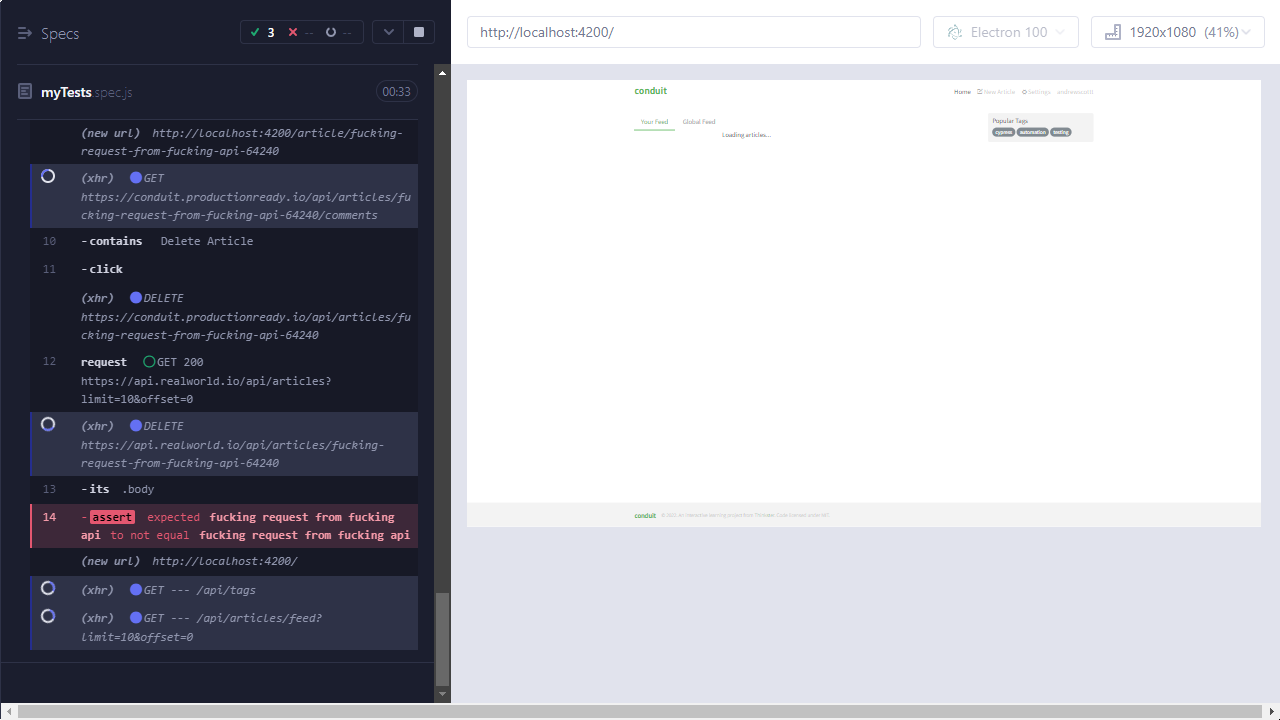 Specs
3
--
--
myTests.spec.js
00:33
(new url) http://localhost:4200/article/fucking-
request-from-fucking-api-64240
(xhr) GET
https://conduit.productionready.io/api/articles/fu
cking-request-from-fucking-api-64240/comments
10 -contains Delete Article
11 -click
(xhr) DELETE
https://conduit.productionready.io/api/articles/fu
cking-request-from-fucking-api-64240
12 request GET 200
https://api.realworld.io/api/articles?
limit=10&offset=0
(xhr) DELETE
https://api.realworld.io/api/articles/fucking-
request-from-fucking-api-64240
13 -its .body
14 -assert expected fucking request from fucking
api to not equal fucking request from fucking api
(new url) http://localhost:4200/
(xhr) GET --- /api/tags
(xhr) GET --- /api/articles/feed?
limit=10&offset=0
http://localhost:4200/
Electron 100
1920x1080 (41%)
conduit
Home New Article Settings
Your Feed Global Feed
Loading articles...
Popular Tags
cypress automation testing
conduit